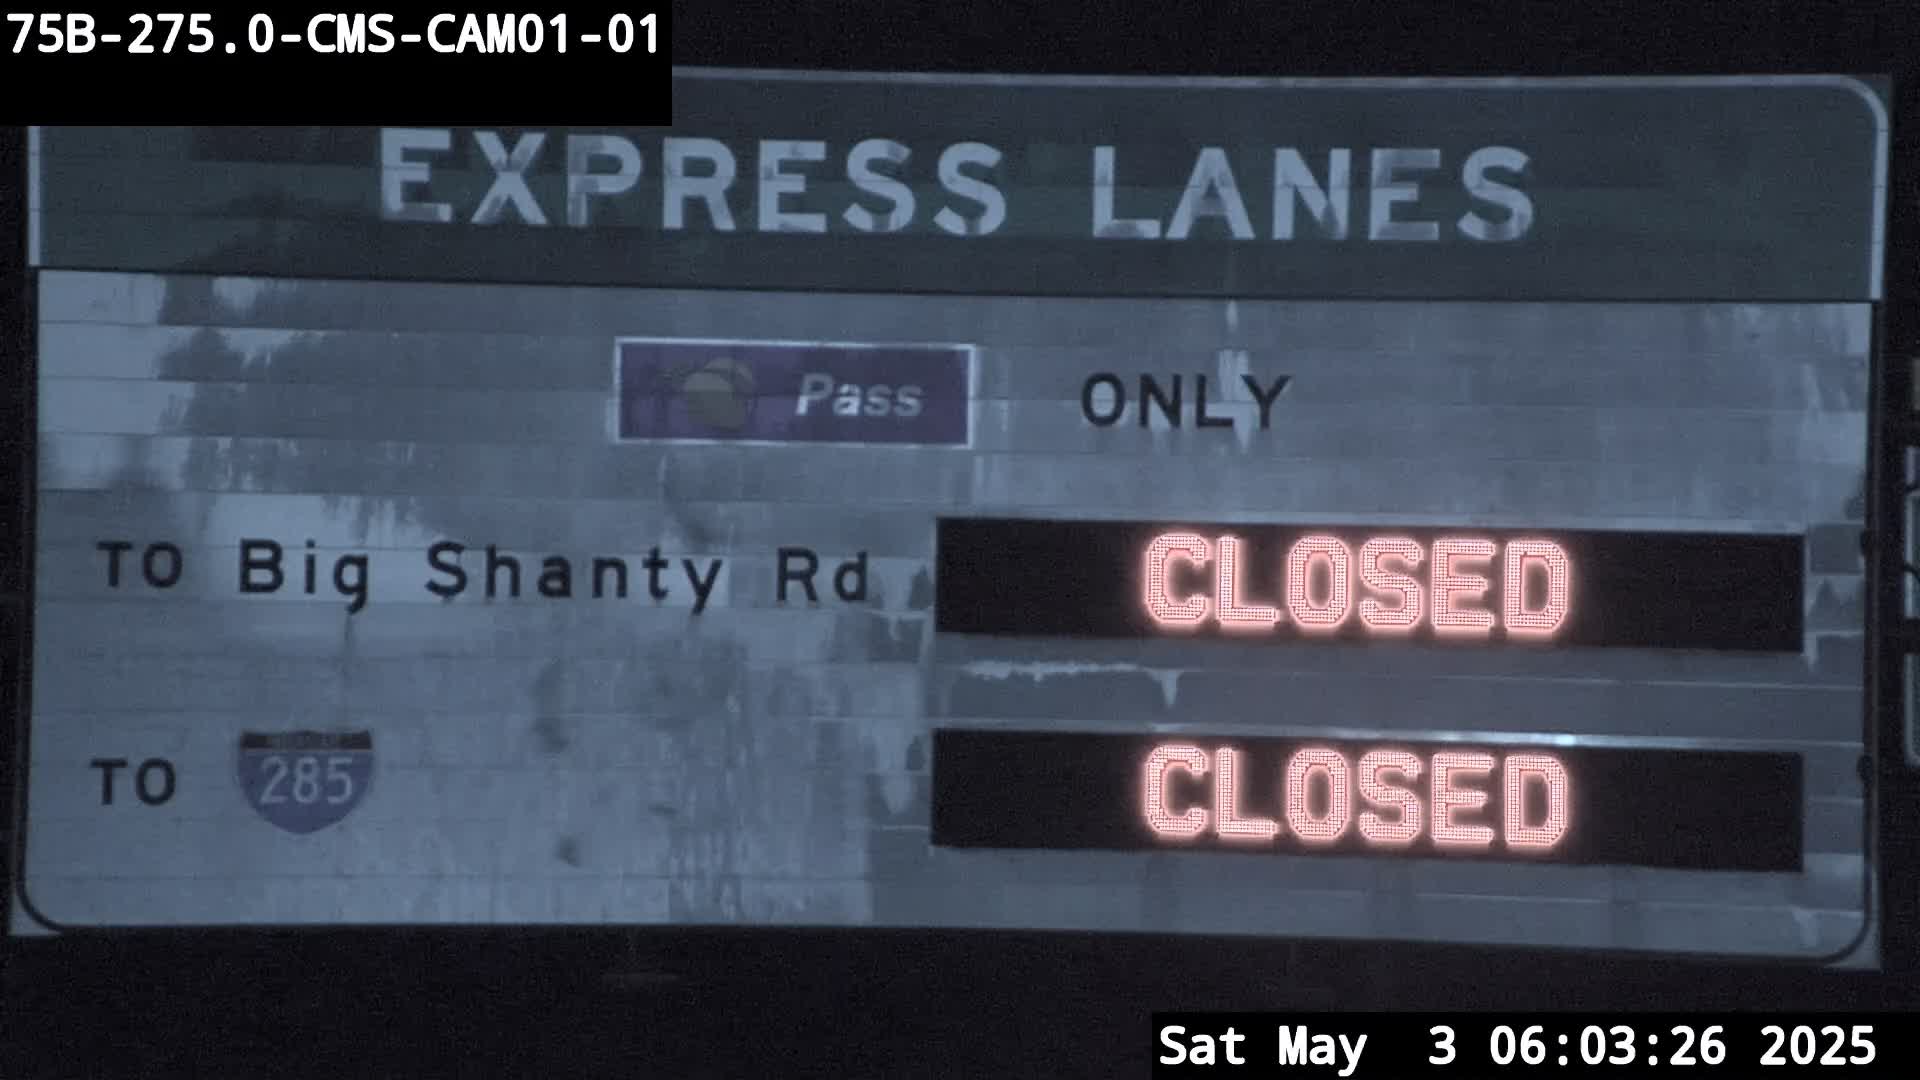 75B-275.0-CMS-CAM01-01
EXPRESS LANES
Pass ONLY
TO Big Shanty Rd CLOSED
TO 285 CLOSED
Sat May 3 06:03:26 2025